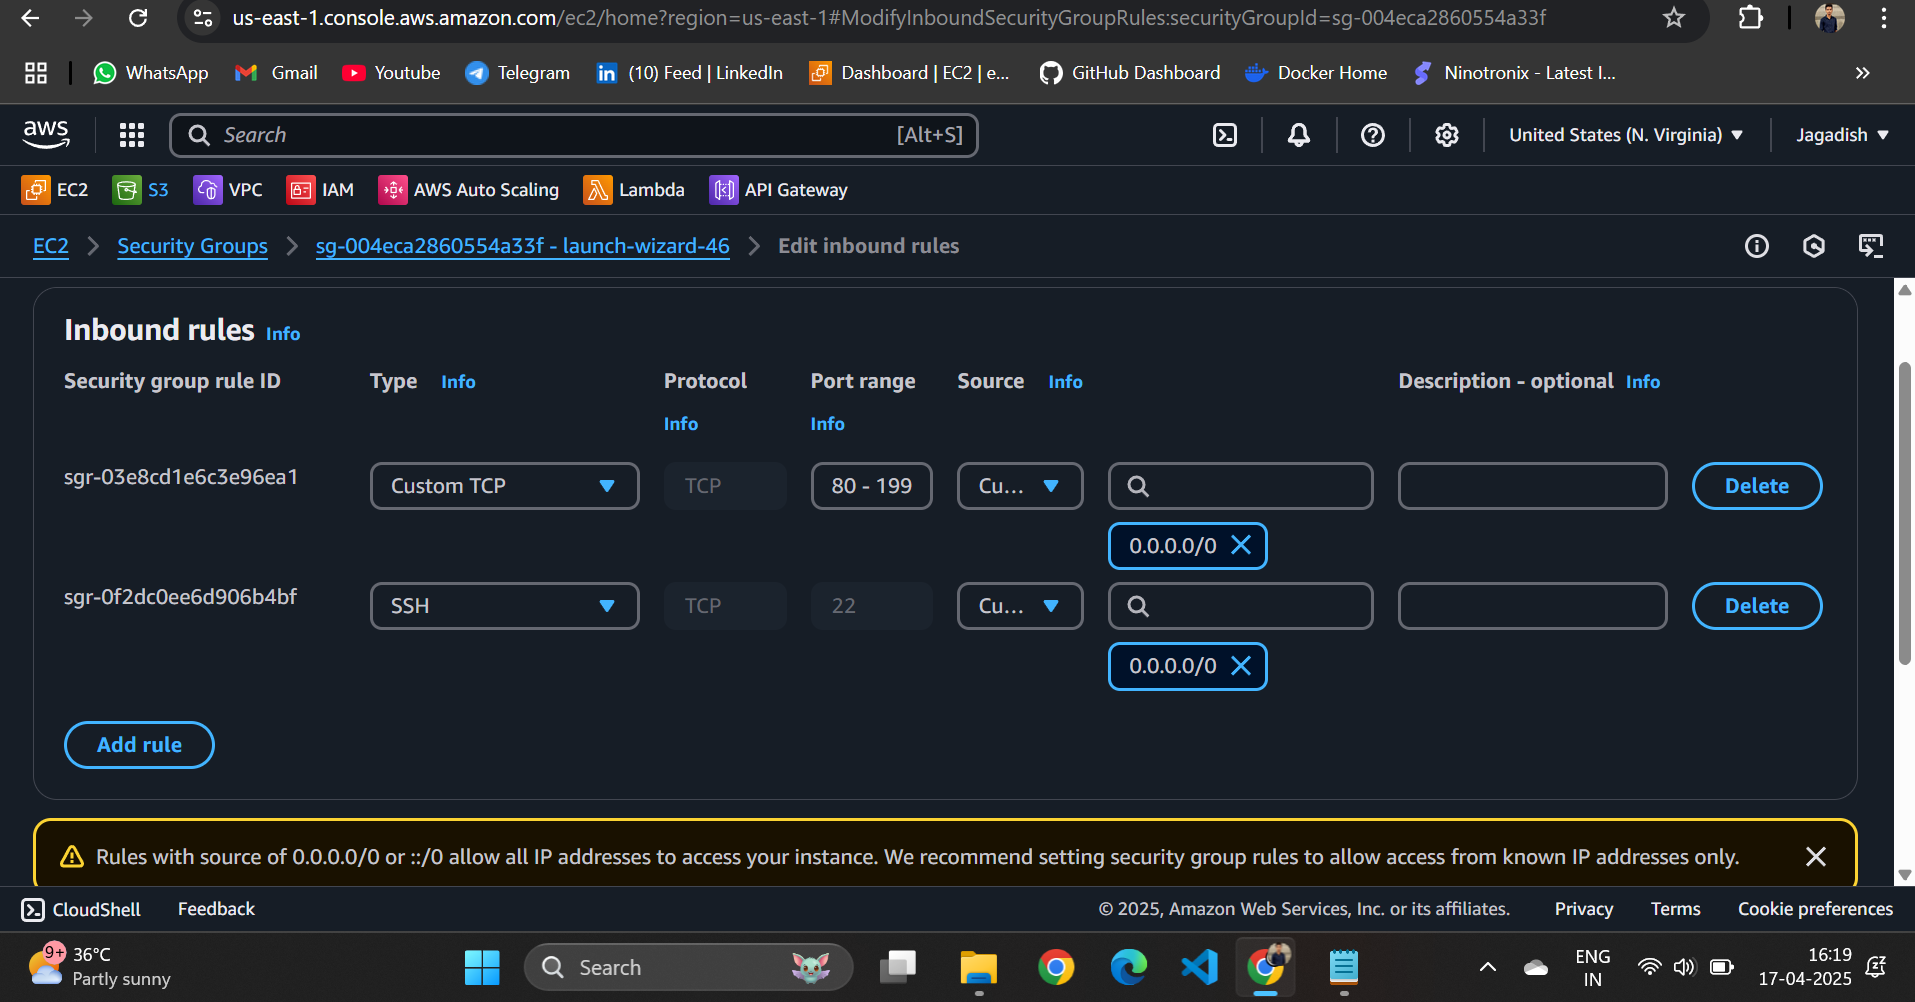 us-east-1.console.aws.amazon.com/ec2/home?region=us-east-1#ModifyInboundSecurityGroupRules:securityGroupId=sg-004eca2860554a33f
WhatsApp Gmail Youtube Telegram (10) Feed | LinkedIn Dashboard | EC2 | e... GitHub Dashboard Docker Home Ninotronix - Latest I...
aws Search [Alt+S] United States (N. Virginia) Jagadish
EC2 S3 VPC IAM AWS Auto Scaling Lambda API Gateway
EC2 Security Groups sg-004eca2860554a33f - launch-wizard-46 Edit inbound rules
Inbound rules Info
Security group rule ID Type Info Protocol Port range Source Info Description - optional Info
Info Info
sgr-03e8cd1e6c3e96ea1 Custom TCP TCP 80 - 199 Cu... Delete
0.0.0.0/0
sgr-0f2dc0ee6d906b4bf SSH TCP 22 Cu... Delete
0.0.0.0/0
Add rule
Rules with source of 0.0.0.0/0 or ::/0 allow all IP addresses to access your instance. We recommend setting security group rules to allow access from known IP addresses only.
CloudShell Feedback © 2025, Amazon Web Services, Inc. or its affiliates. Privacy Terms Cookie preferences
9+ 36°C Search ENG 16:19
Partly sunny IN 17-04-2025